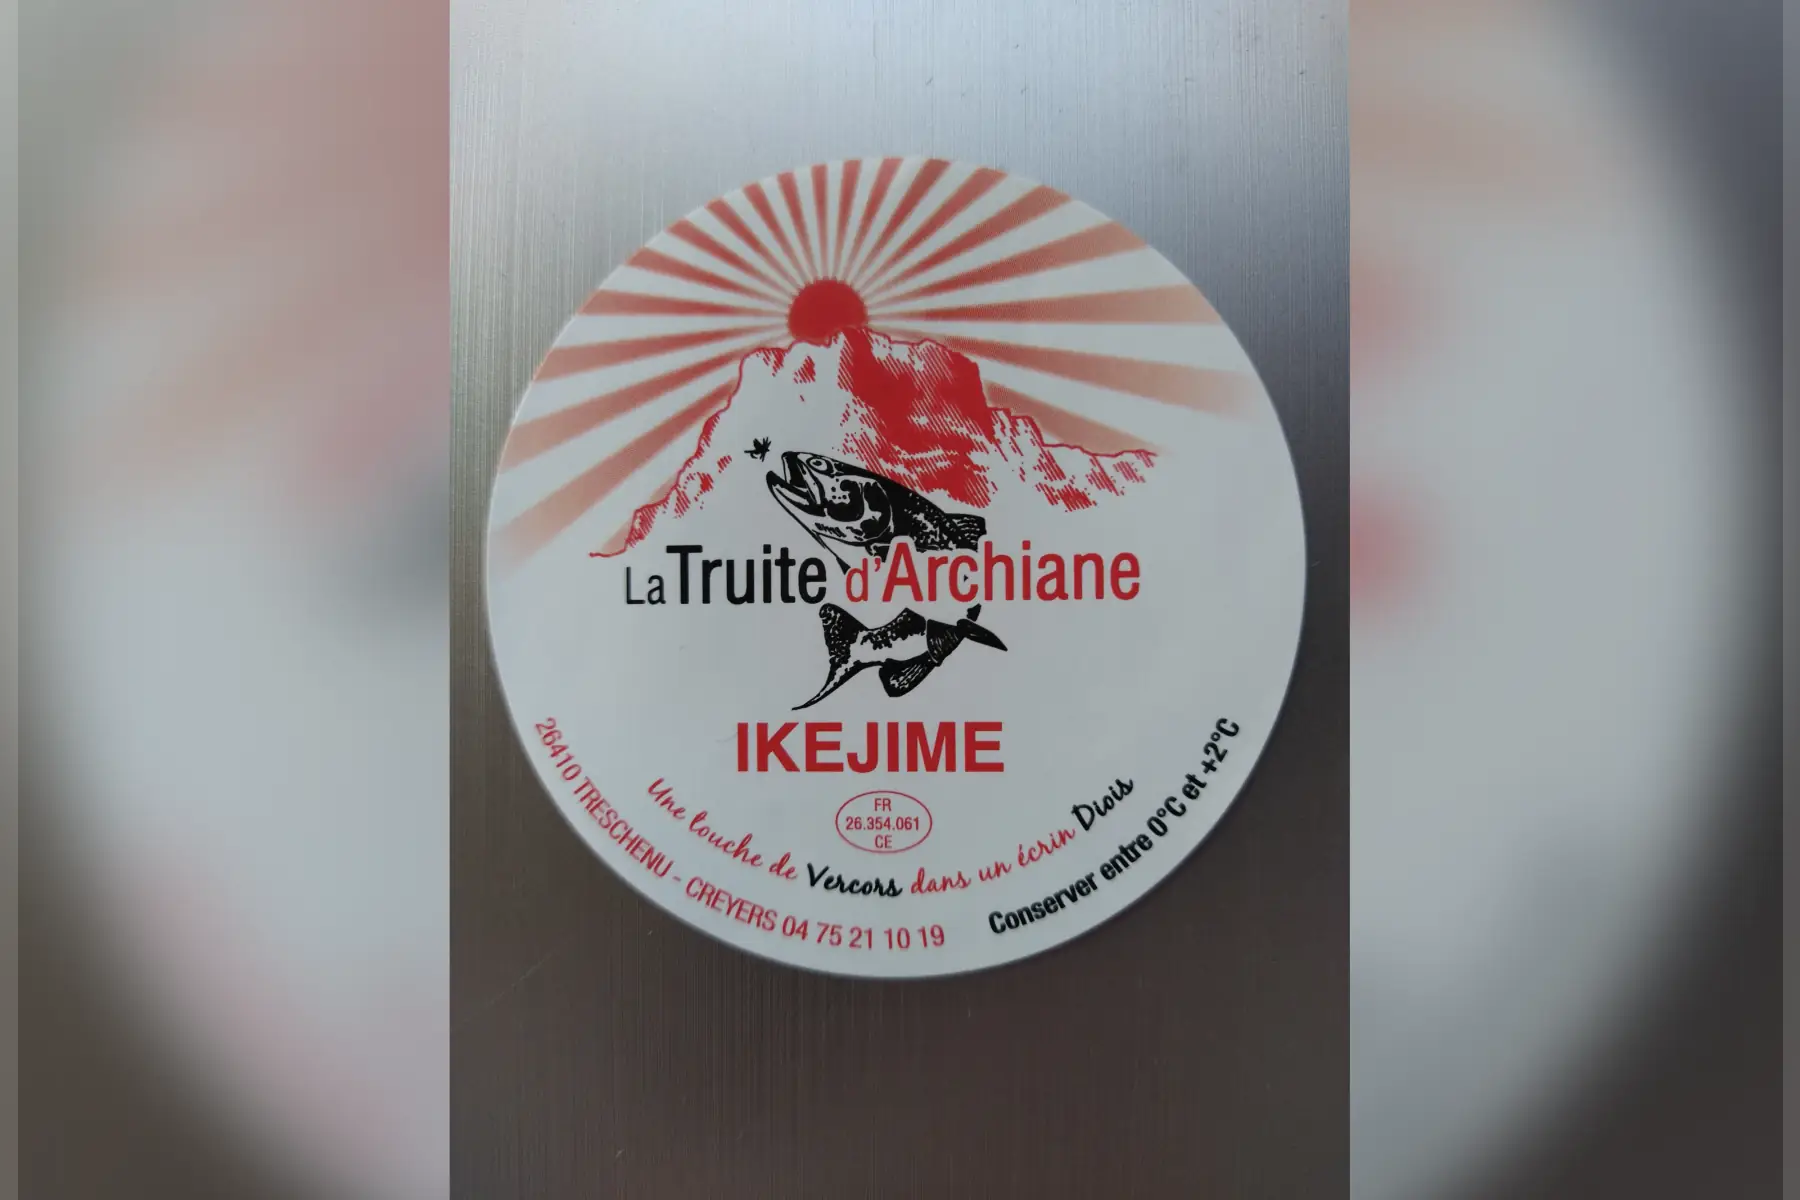 La Truite d'Archiane
IKEJIME
FR
26.354.061
CE
Une touche de Vercors dans un écrin Diois
26410 TRESCHENU - CREYERS 04 75 21 10 19
Conserver entre 0°C et +2°C